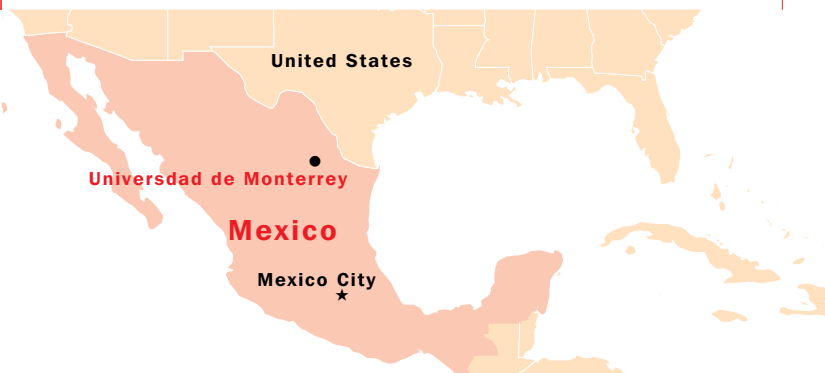 United States
Universdad de Monterrey
Mexico
Mexico City